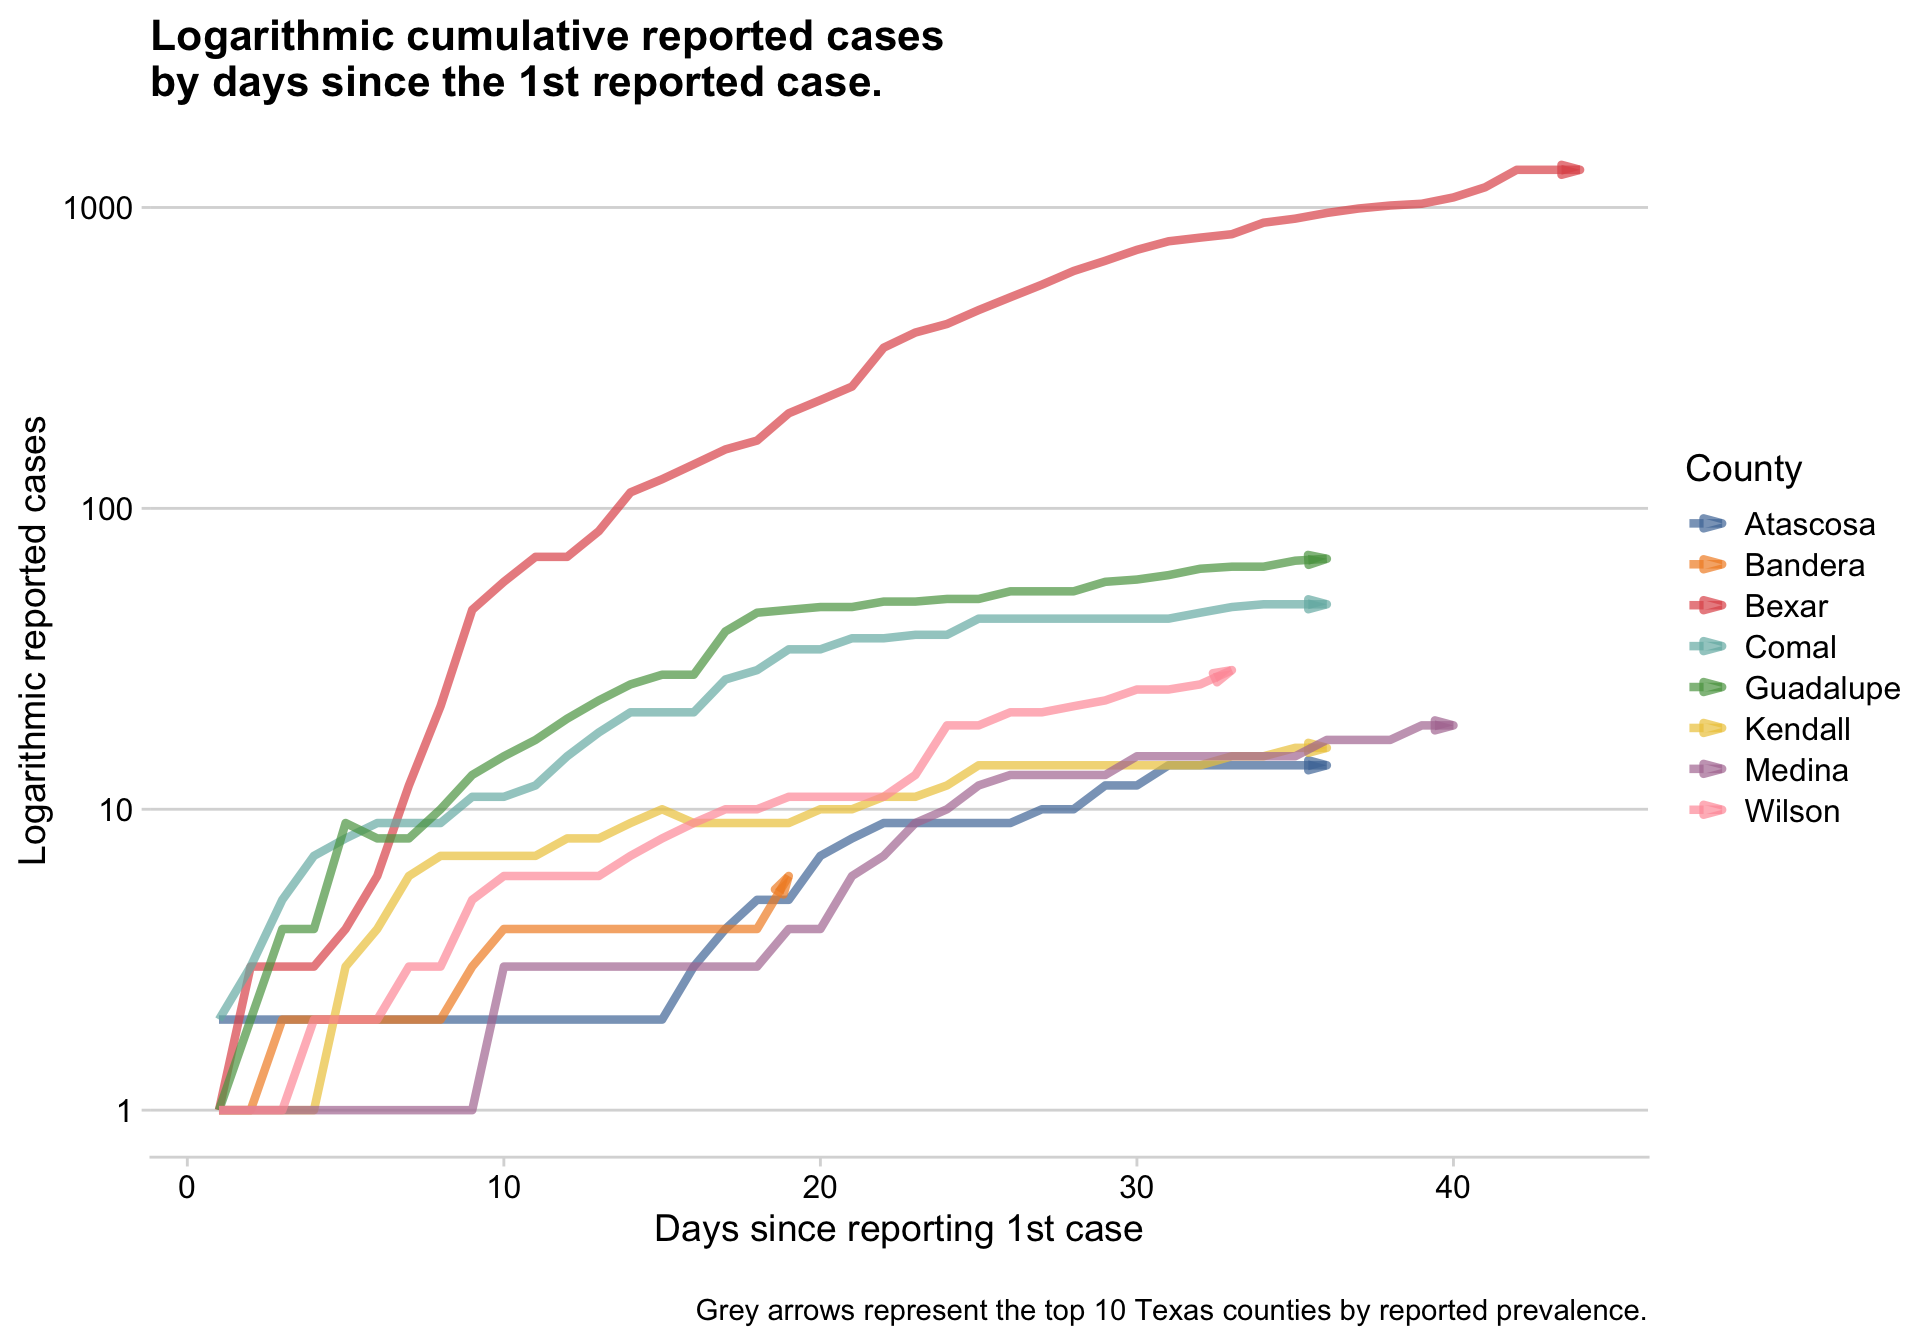 Logarithmic cumulative reported cases
by days since the 1st reported case.
Logarithmic reported cases
1000
100
10
1
0
10
20
30
40
Days since reporting 1st case
County
Atascosa
Bandera
Bexar
Comal
Guadalupe
Kendall
Medina
Wilson
Grey arrows represent the top 10 Texas counties by reported prevalence.